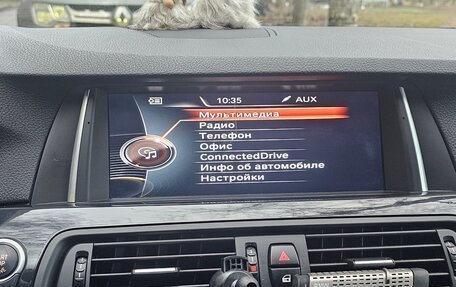 10:35 AUX
Мультимедиа
Радио
Телефон
Офис
ConnectedDrive
Инфо об автомобиле
Настройки